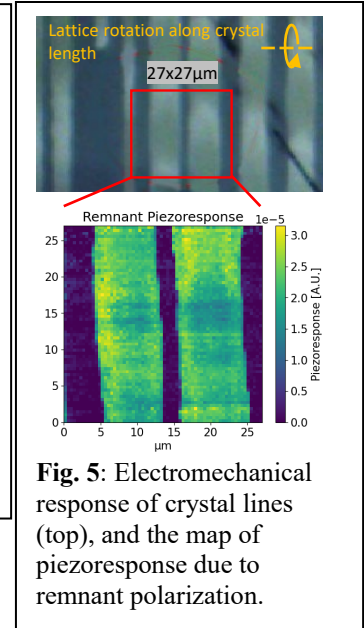 Lattice rotation along crystal
length
27x27μm
Remnant Piezoresponse 1e−5
25
20
15
10
5
0
0 5 10 15 20 25
μm
3.0
2.5
2.0
1.5
1.0
0.5
0.0
Piezoresponse [A.U.]
Fig. 5: Electromechanical
response of crystal lines
(top), and the map of
piezoresponse due to
remnant polarization.